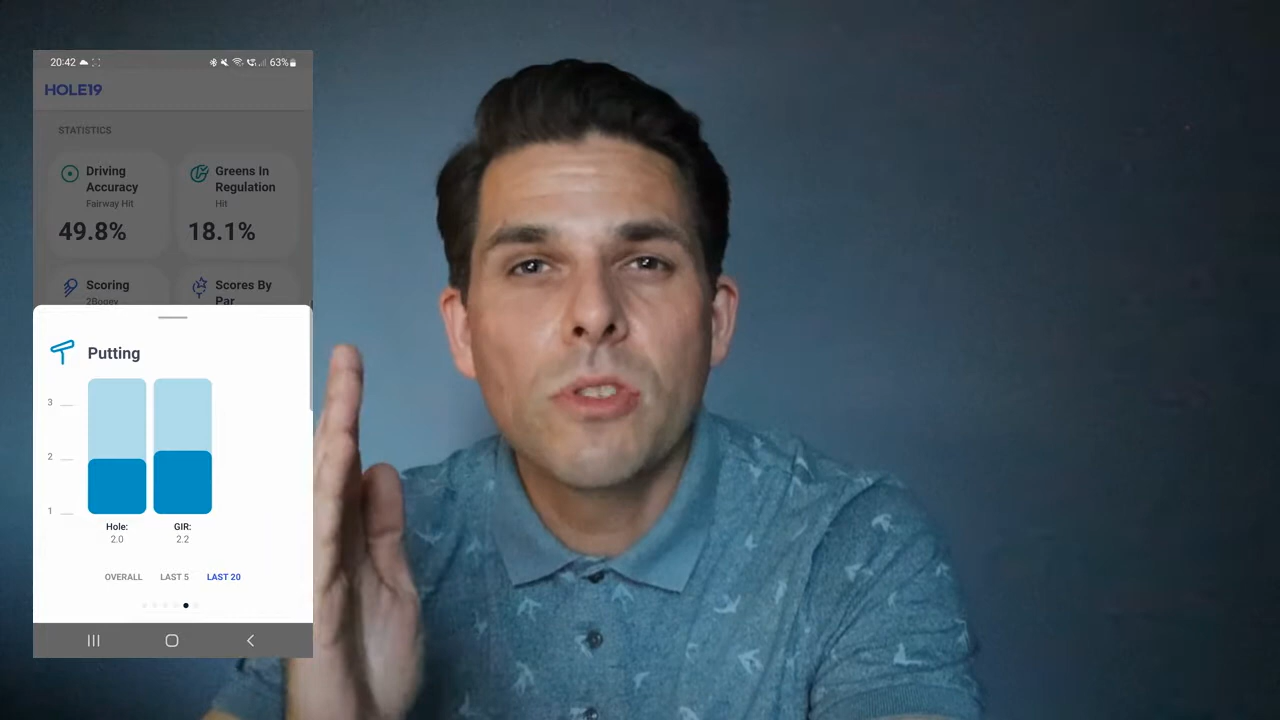 20:42
63%
HOLE19
STATISTICS
Driving Accuracy
Fairway Hit
49.8%
Greens In Regulation
Hit
18.1%
Scoring
2Bogey...
Scores By Par
Putting
3
2
1
Hole:
2.0
GIR:
2.2
OVERALL LAST 5 LAST 20